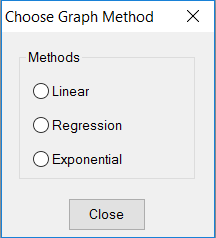 Choose Graph Method
Methods
Linear
Regression
Exponential
Close